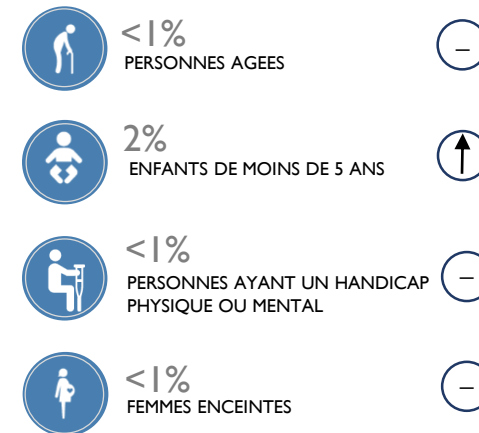 <1%
PERSONNES AGEES
–
2%
ENFANTS DE MOINS DE 5 ANS
<1%
PERSONNES AYANT UN HANDICAP
PHYSIQUE OU MENTAL
–
<1%
FEMMES ENCEINTES
–